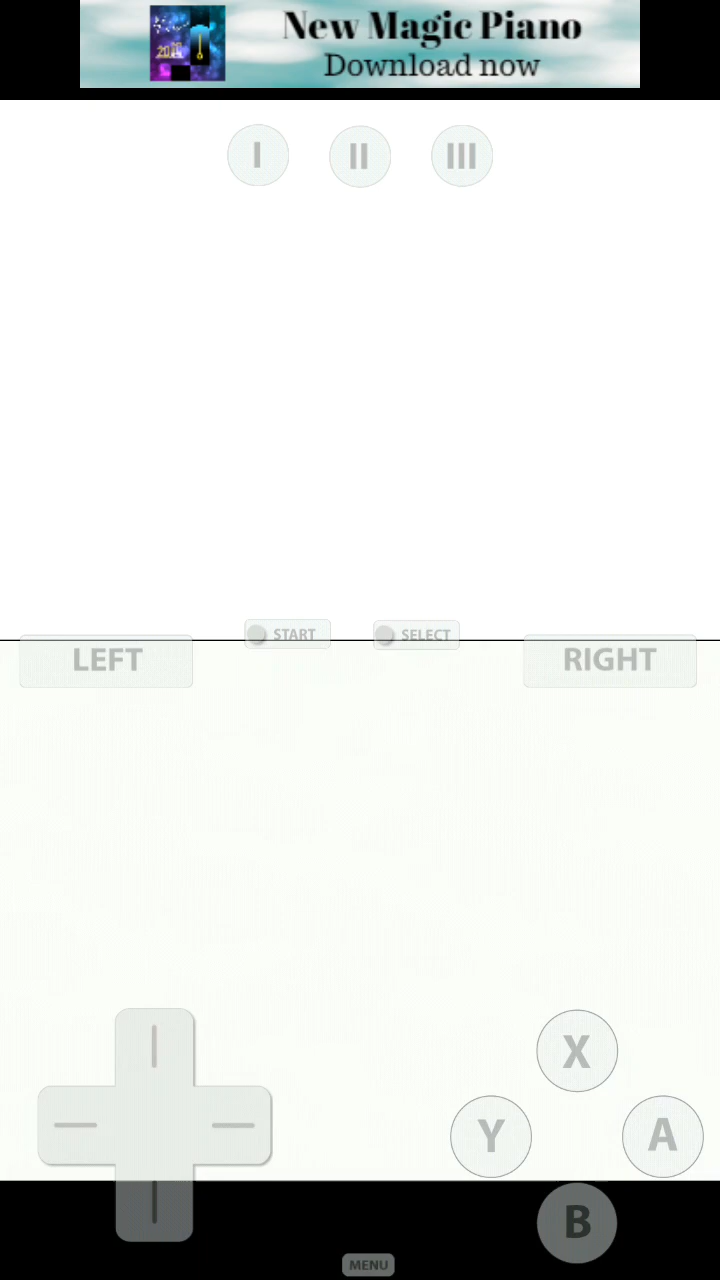 New Magic Piano
Download now
I
II
III
START
SELECT
LEFT
RIGHT
X
Y
A
B
MENU